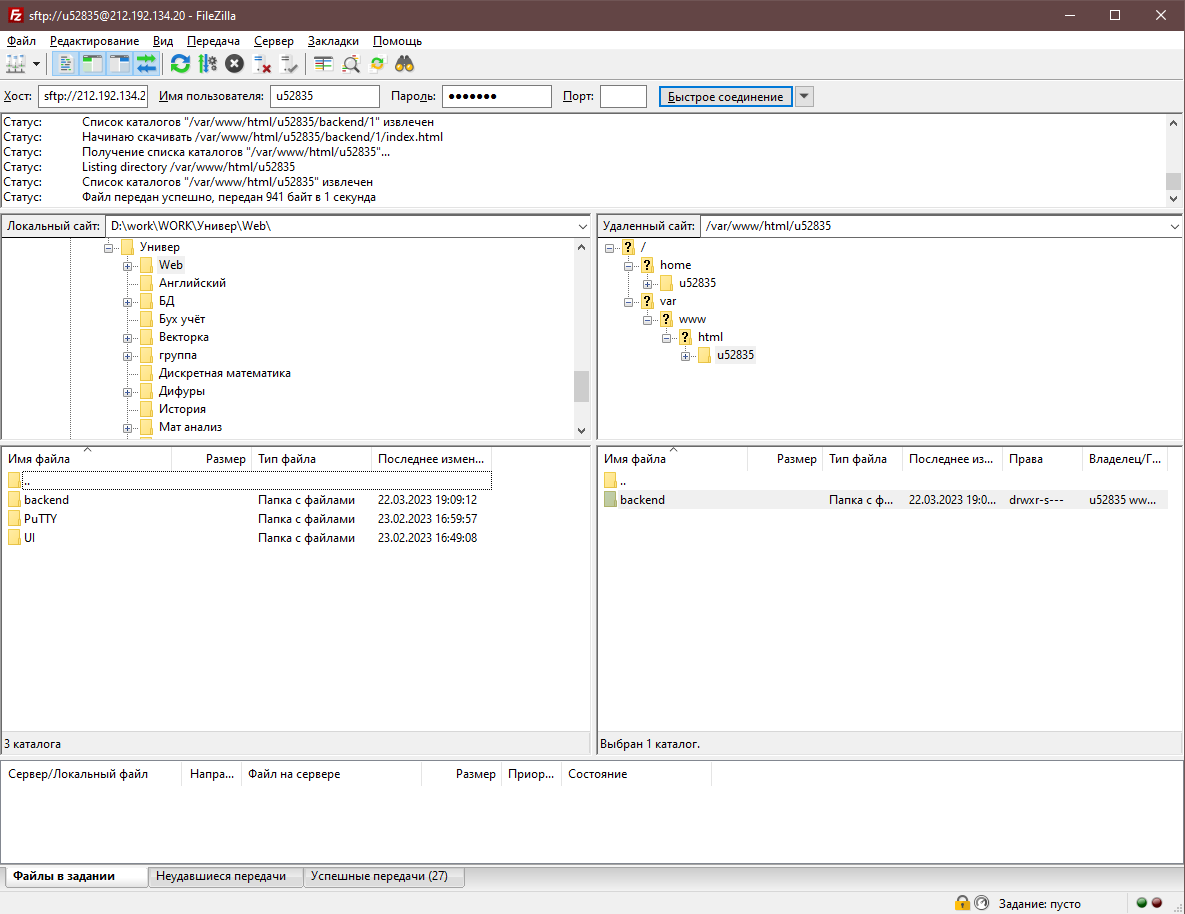 sftp://u52835@212.192.134.20 - FileZilla
Файл Редактирование Вид Передача Сервер Закладки Помощь
Хост: sftp://212.192.134.2 Имя пользователя: u52835 Пароль: ●●●●●●● Порт: Быстрое соединение
Статус: Список каталогов "/var/www/html/u52835/backend/1" извлечен
Статус: Начинаю скачивать /var/www/html/u52835/backend/1/index.html
Статус: Получение списка каталогов "/var/www/html/u52835"...
Статус: Listing directory /var/www/html/u52835
Статус: Список каталогов "/var/www/html/u52835" извлечен
Статус: Файл передан успешно, передан 941 байт в 1 секунда
Локальный сайт: D:\work\WORK\Универ\Web\
Универ
Web
Английский
БД
Бух учёт
Векторка
группа
Дискретная математика
Дифуры
История
Мат анализ
Удаленный сайт: /var/www/html/u52835
/
home
u52835
var
www
html
u52835
Имя файла Размер Тип файла Последнее измен...
..
backend Папка с файлами 22.03.2023 19:09:12
PuTTY Папка с файлами 23.02.2023 16:59:57
UI Папка с файлами 23.02.2023 16:49:08
3 каталога
Имя файла Размер Тип файла Последнее из... Права Владелец/Г...
..
backend Папка с ф... 22.03.2023 19:0... drwxr-s--- u52835 ww...
Выбран 1 каталог.
Сервер/Локальный файл Напра... Файл на сервере Размер Приор... Состояние
Файлы в задании Неудавшиеся передачи Успешные передачи (27)
Задание: пусто